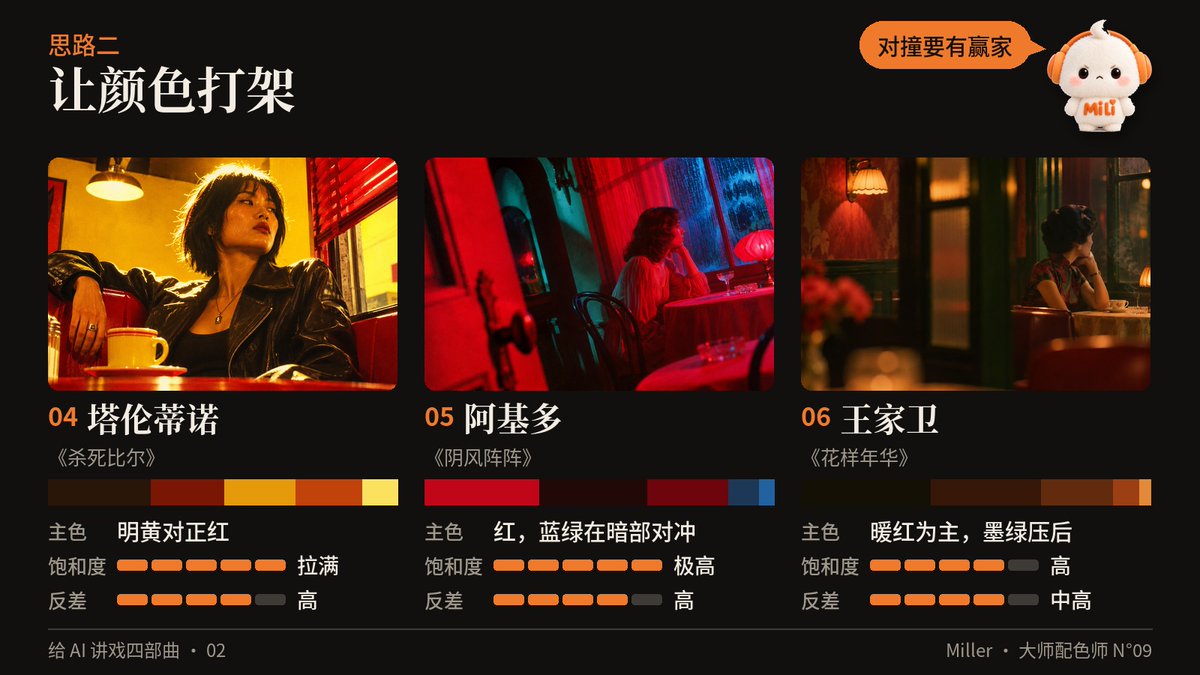 思路二
让颜色打架
对撞要有赢家
MiLi
04 塔伦蒂诺
《杀死比尔》
主色 明黄对正红
饱和度 拉满
反差 高
05 阿基多
《阴风阵阵》
主色 红，蓝绿在暗部对冲
饱和度 极高
反差 高
06 王家卫
《花样年华》
主色 暖红为主，墨绿压后
饱和度 高
反差 中高
给 AI 讲戏四部曲 · 02
Miller · 大师配色师 N°09